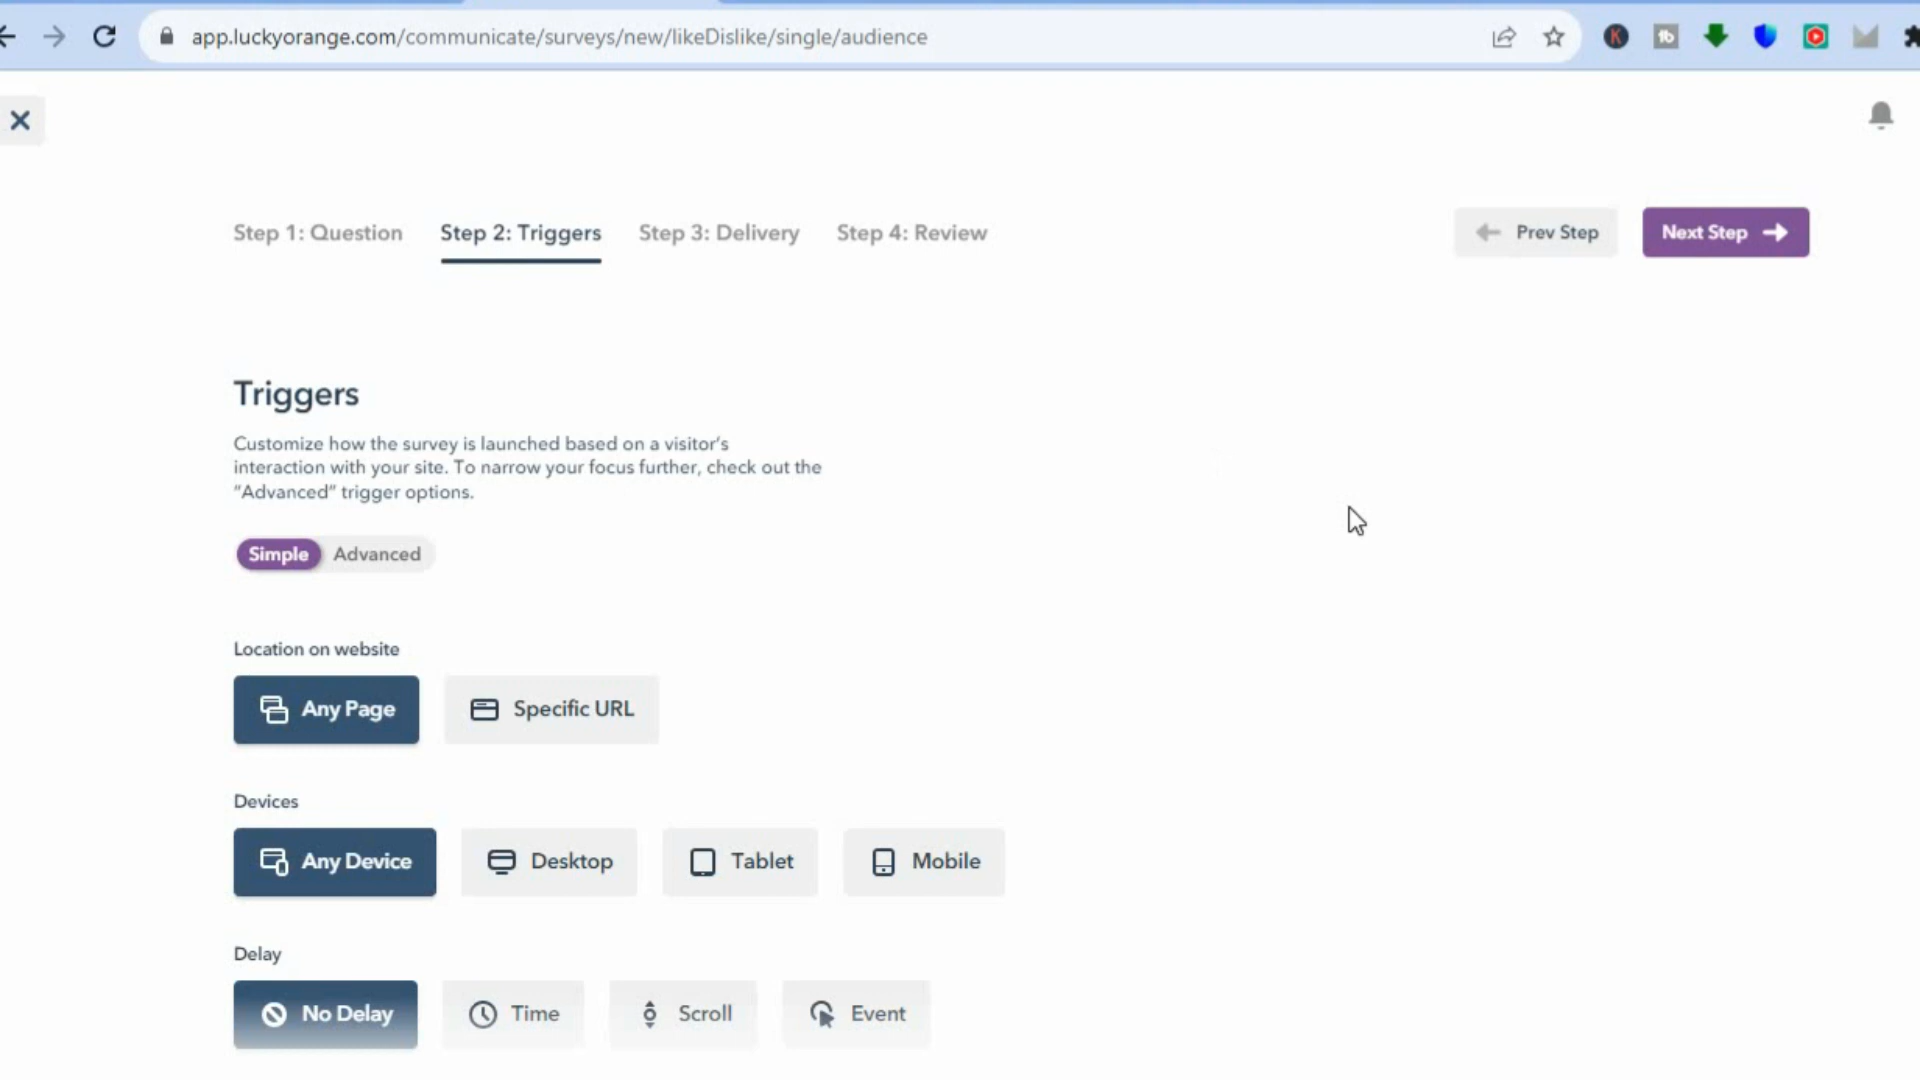 app.luckyorange.com/communicate/surveys/new/likeDislike/single/audience
Step 1: Question
Step 2: Triggers
Step 3: Delivery
Step 4: Review
Prev Step
Next Step
Triggers
Customize how the survey is launched based on a visitor's
interaction with your site. To narrow your focus further, check out the
"Advanced" trigger options.
Simple
Advanced
Location on website
Any Page
Specific URL
Devices
Any Device
Desktop
Tablet
Mobile
Delay
No Delay
Time
Scroll
Event